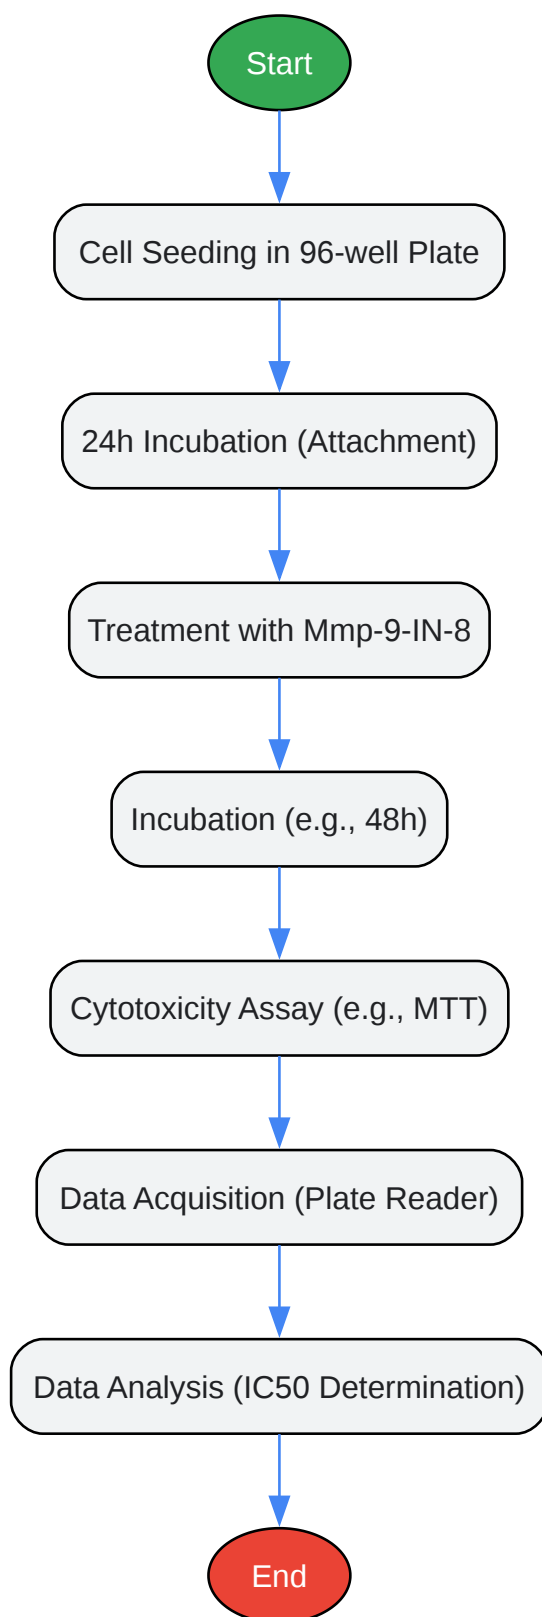 Start
Cell Seeding in 96-well Plate
24h Incubation (Attachment)
Treatment with Mmp-9-IN-8
Incubation (e.g., 48h)
Cytotoxicity Assay (e.g., MTT)
Data Acquisition (Plate Reader)
Data Analysis (IC50 Determination)
End